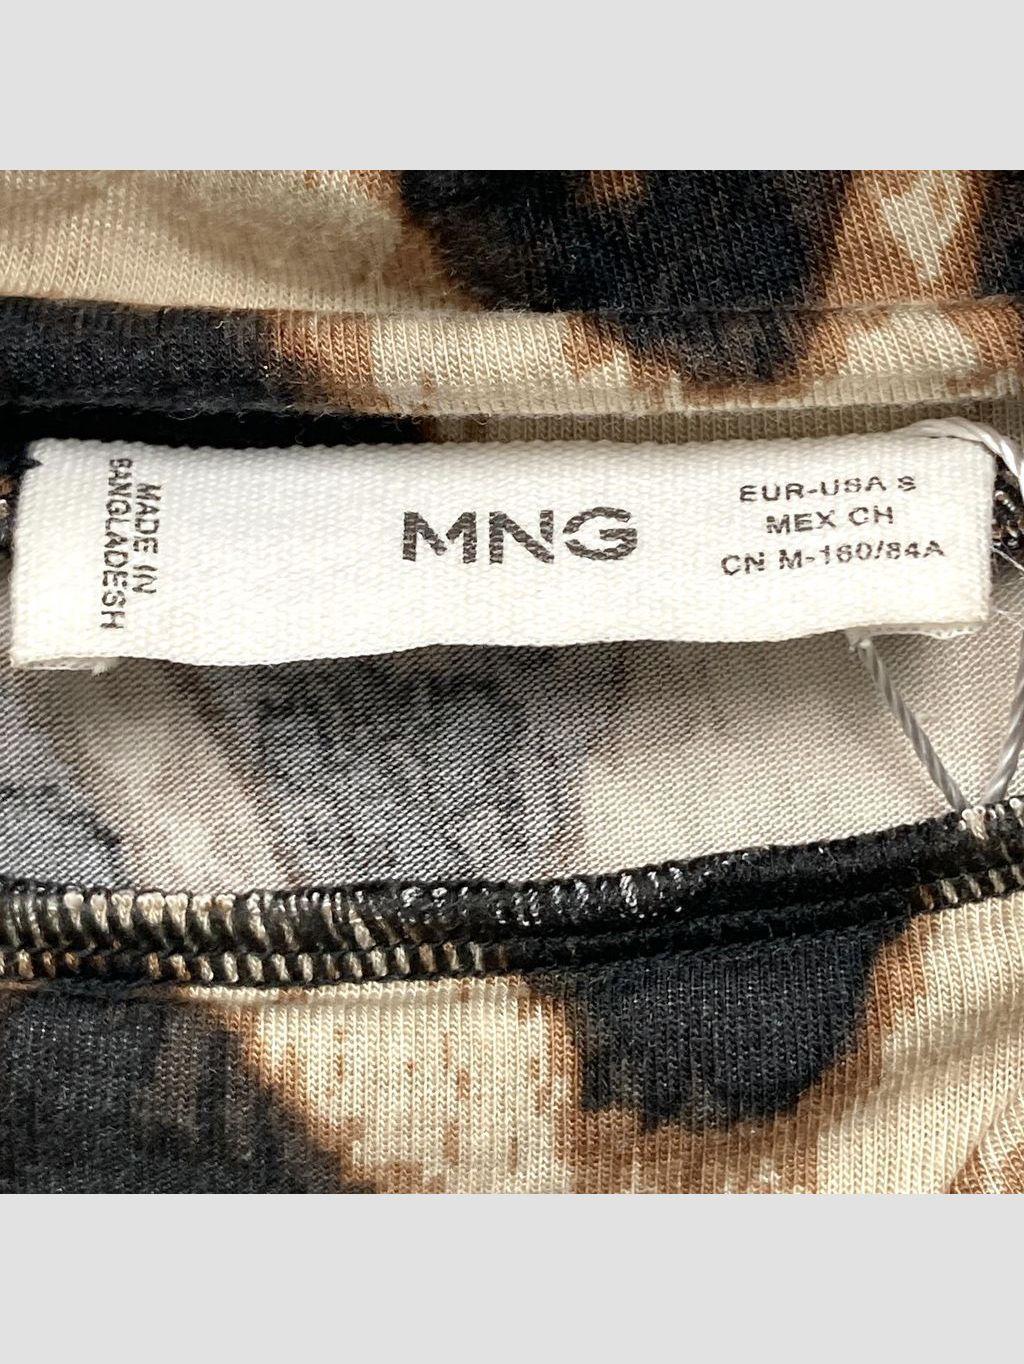 MADE IN
BANGLADESH
MNG
EUR-USA S
MEX CH
CN M-160/84A